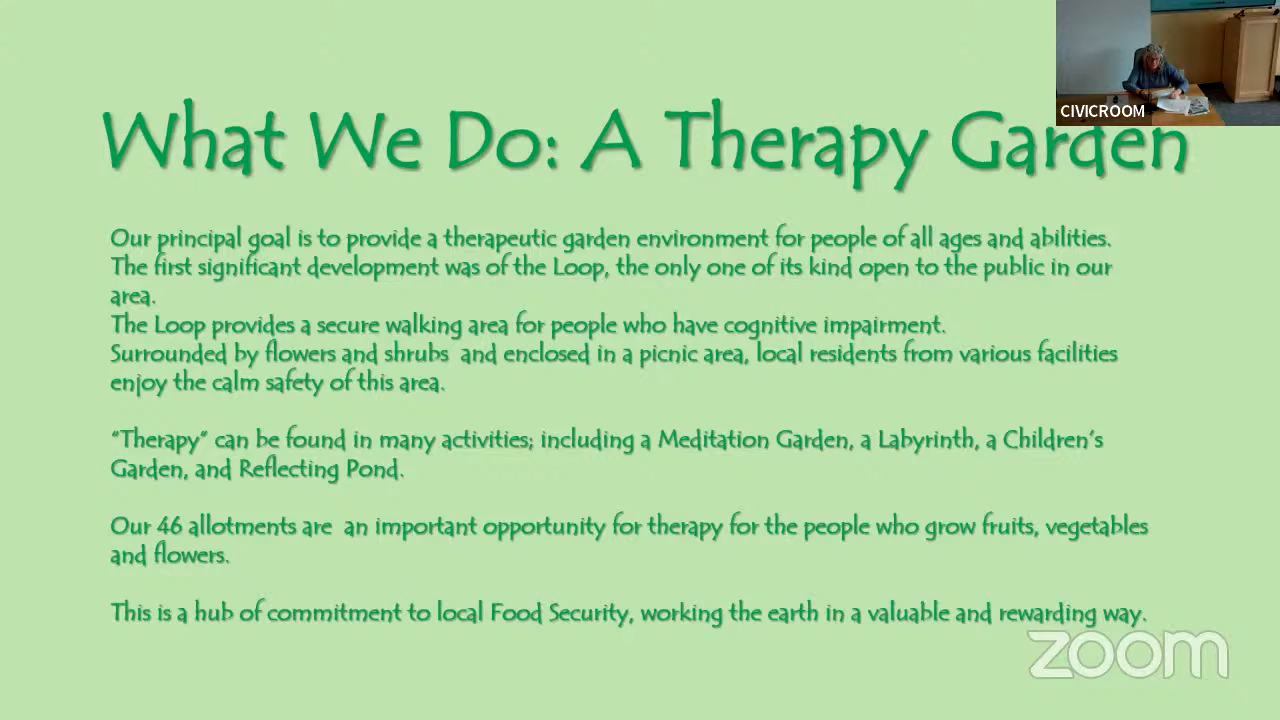 CIVICROOM
What We Do: A Therapy Garden
Our principal goal is to provide a therapeutic garden environment for people of all ages and abilities.
The first significant development was of the Loop, the only one of its kind open to the public in our
area.
The Loop provides a secure walking area for people who have cognitive impairment.
Surrounded by flowers and shrubs  and enclosed in a picnic area, local residents from various facilities
enjoy the calm safety of this area.
“Therapy” can be found in many activities; including a Meditation Garden, a Labyrinth, a Children’s
Garden, and Reflecting Pond.
Our 46 allotments are  an important opportunity for therapy for the people who grow fruits, vegetables
and flowers.
This is a hub of commitment to local Food Security, working the earth in a valuable and rewarding way.
zoom